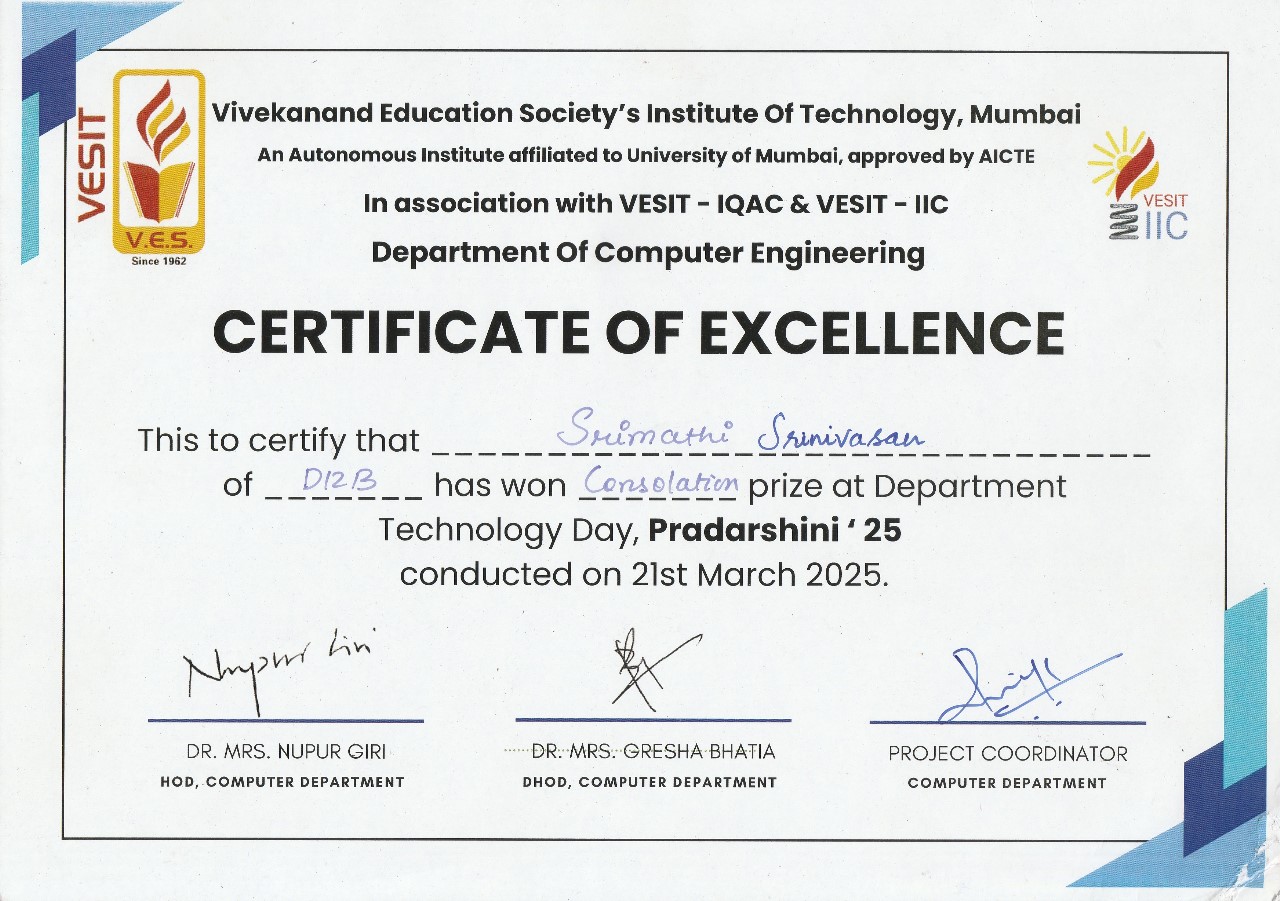 VESIT
V.E.S.
Since 1962
Vivekanand Education Society's Institute Of Technology, Mumbai
An Autonomous Institute affiliated to University of Mumbai, approved by AICTE
In association with VESIT - IQAC & VESIT - IIC
Department Of Computer Engineering
VESIT
IIC
CERTIFICATE OF EXCELLENCE
This to certify that Srimathi Srinivasan
of D12B has won Consolation prize at Department
Technology Day, Pradarshini ‘ 25
conducted on 21st March 2025.
Nupur Giri
DR. MRS. NUPUR GIRI DR. MRS. GRESHA BHATIA PROJECT COORDINATOR
HOD, COMPUTER DEPARTMENT DHOD, COMPUTER DEPARTMENT COMPUTER DEPARTMENT